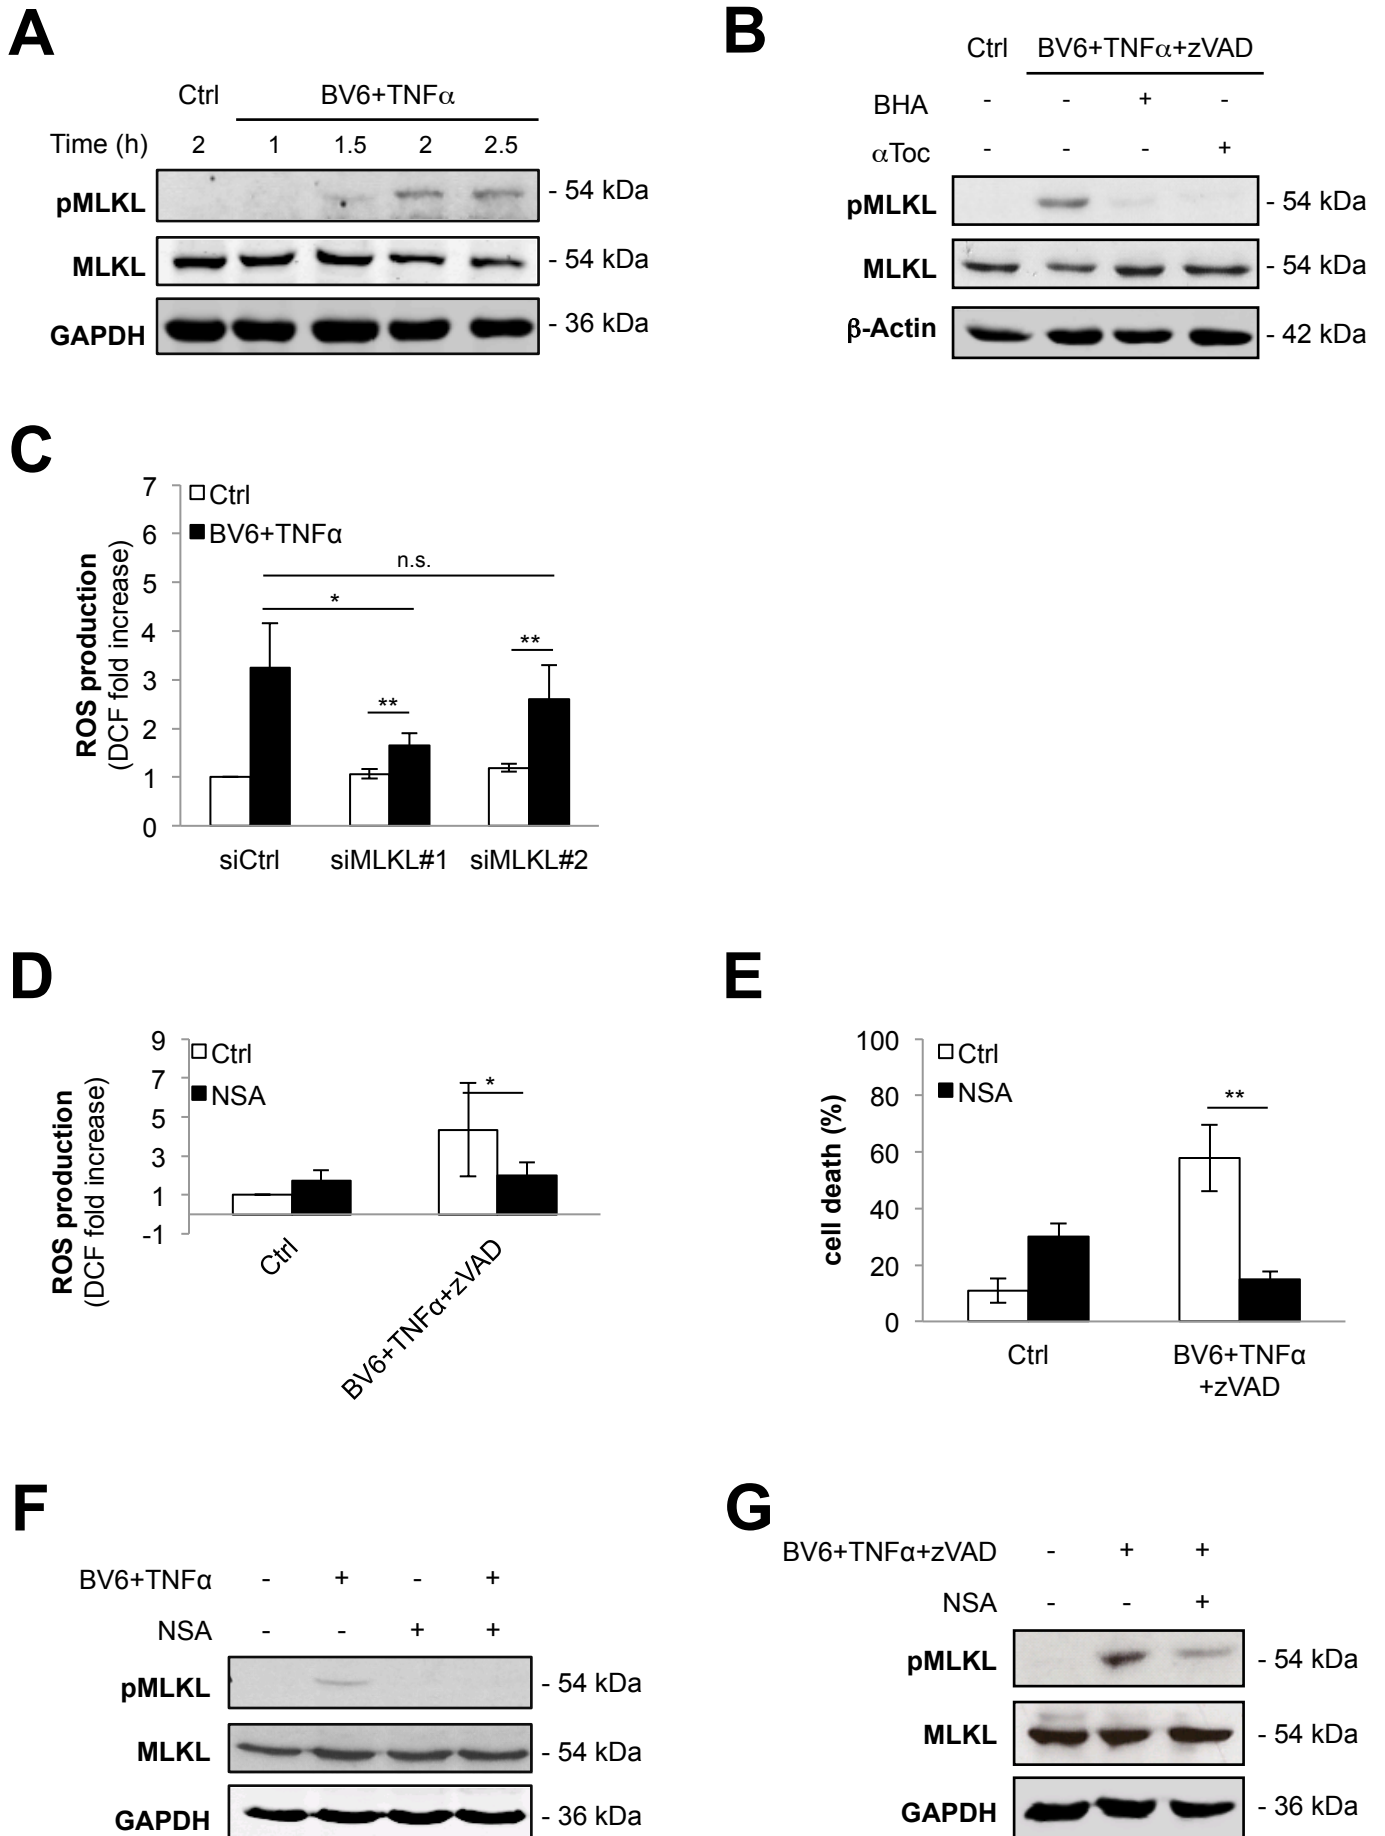 A
Ctrl BV6+TNFα
Time (h) 2 1 1.5 2 2.5
pMLKL - 54 kDa
MLKL - 54 kDa
GAPDH - 36 kDa
B
Ctrl BV6+TNFα+zVAD
BHA - - + -
αToc - - - +
pMLKL - 54 kDa
MLKL - 54 kDa
β-Actin - 42 kDa
C
ROS production
(DCF fold increase)
7
6
5
4
3
2
1
0
Ctrl
BV6+TNFα
n.s.
*
**
**
siCtrl siMLKL#1 siMLKL#2
D
ROS production
(DCF fold increase)
9
7
5
3
1
-1
Ctrl
NSA
*
Ctrl
BV6+TNFα+zVAD
E
cell death (%)
100
80
60
40
20
0
Ctrl
NSA
**
Ctrl BV6+TNFα
+zVAD
F
BV6+TNFα - + - +
NSA - - + +
pMLKL - 54 kDa
MLKL - 54 kDa
GAPDH - 36 kDa
G
BV6+TNFα+zVAD - + +
NSA - - +
pMLKL - 54 kDa
MLKL - 54 kDa
GAPDH - 36 kDa